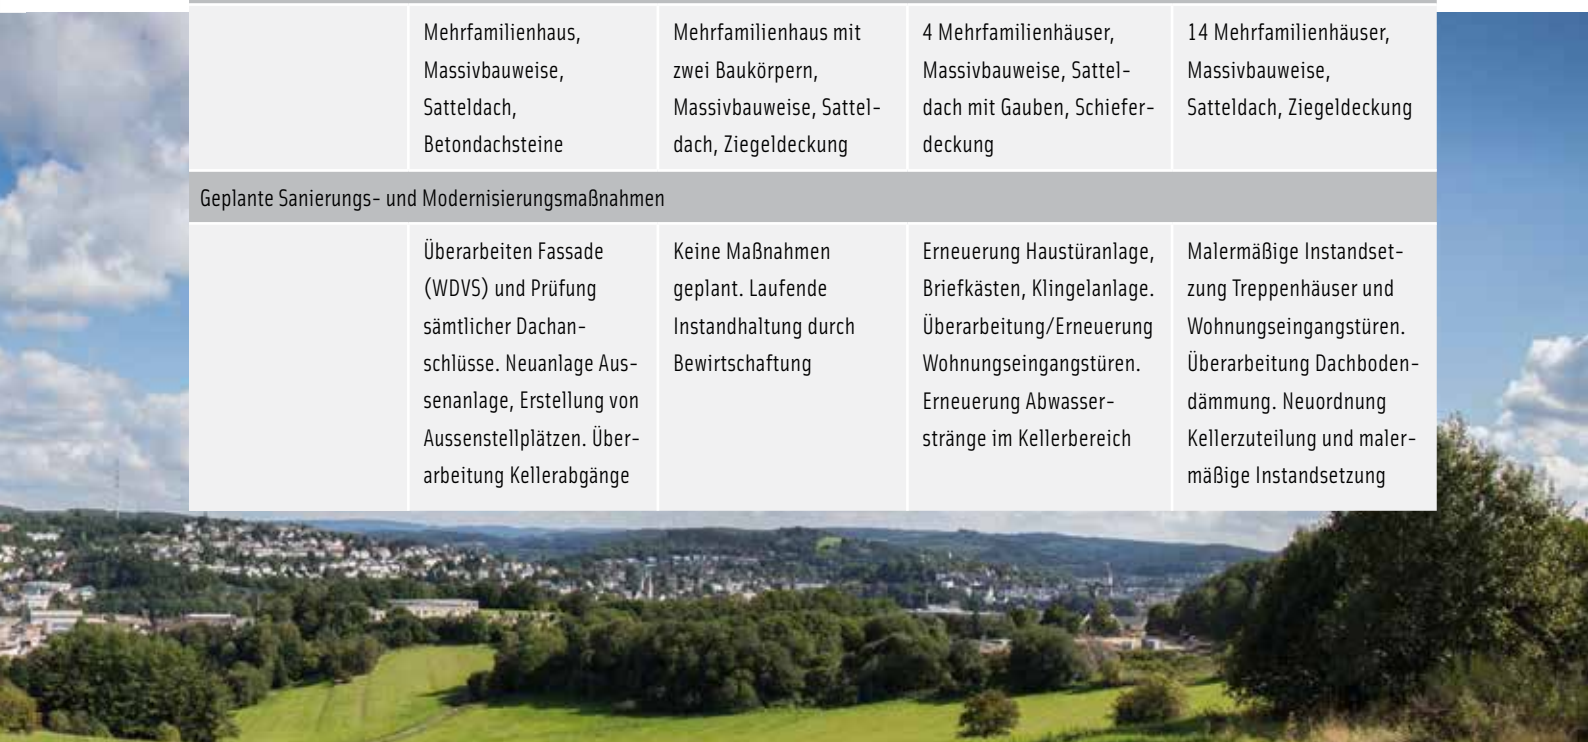 Mehrfamilienhaus,
Massivbauweise,
Satteldach,
Betondachsteine
Mehrfamilienhaus mit
zwei Baukörpern,
Massivbauweise, Sattel-
dach, Ziegeldeckung
4 Mehrfamilienhäuser,
Massivbauweise, Sattel-
dach mit Gauben, Schiefer-
deckung
14 Mehrfamilienhäuser,
Massivbauweise,
Satteldach, Ziegeldeckung
Geplante Sanierungs- und Modernisierungsmaßnahmen
Überarbeiten Fassade
(WDVS) und Prüfung
sämtlicher Dachan-
schlüsse. Neuanlage Aus-
senanlage, Erstellung von
Aussenstellplätzen. Über-
arbeitung Kellerabgänge
Keine Maßnahmen
geplant. Laufende
Instandhaltung durch
Bewirtschaftung
Erneuerung Haustüranlage,
Briefkästen, Klingelanlage.
Überarbeitung/Erneuerung
Wohnungseingangstüren.
Erneuerung Abwasser-
stränge im Kellerbereich
Malermäßige Instandset-
zung Treppenhäuser und
Wohnungseingangstüren.
Überarbeitung Dachboden-
dämmung. Neuordnung
Kellerzuteilung und maler-
mäßige Instandsetzung